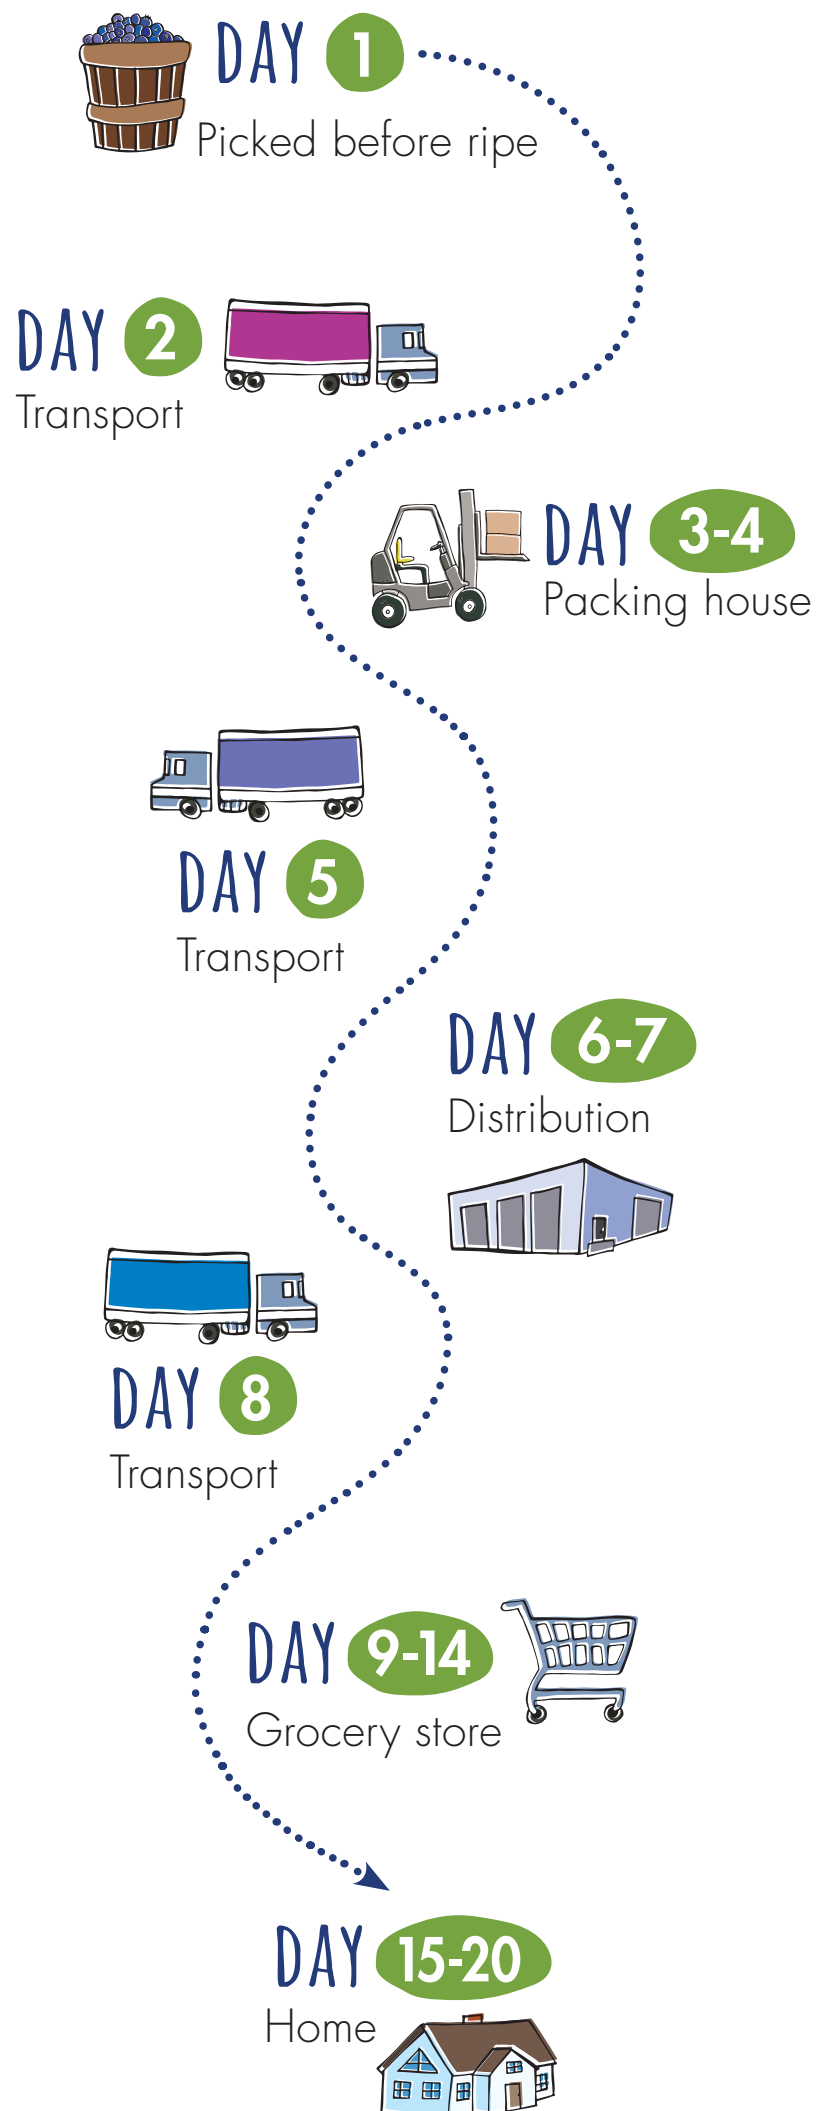 DAY 1
Picked before ripe
DAY 2
Transport
DAY 3-4
Packing house
DAY 5
Transport
DAY 6-7
Distribution
DAY 8
Transport
DAY 9-14
Grocery store
DAY 15-20
Home